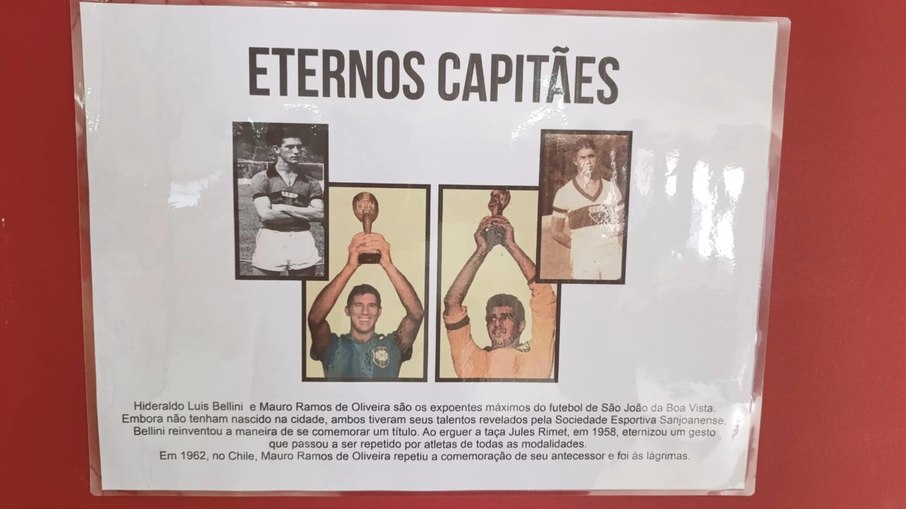 ETERNOS CAPITÃES
Hideraldo Luis Bellini e Mauro Ramos de Oliveira são os expoentes máximos do futebol de São João da Boa Vista.
Embora não tenham nascido na cidade, ambos tiveram seus talentos revelados pela Sociedade Esportiva Sanjoanense,
Bellini reinventou a maneira de se comemorar um título. Ao erguer a taça Jules Rimet, em 1958, eternizou um gesto
que passou a ser repetido por atletas de todas as modalidades.
Em 1962, no Chile, Mauro Ramos de Oliveira repetiu a comemoração de seu antecessor e foi às lágrimas.